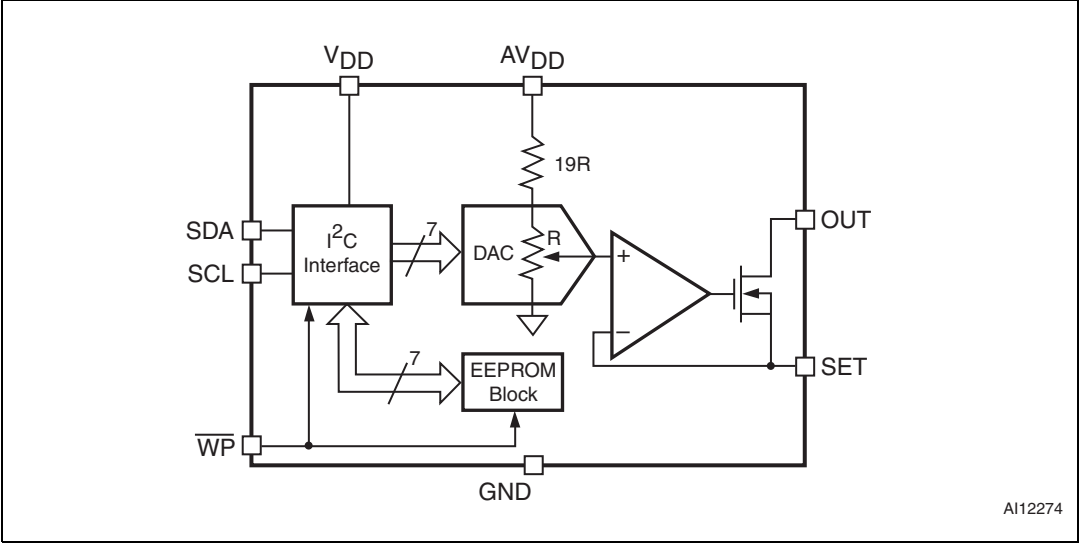 VDD
AVDD
19R
SDA
SCL
I2C
Interface
7
DAC
R
+
−
OUT
SET
7
EEPROM
Block
WP
GND
AI12274